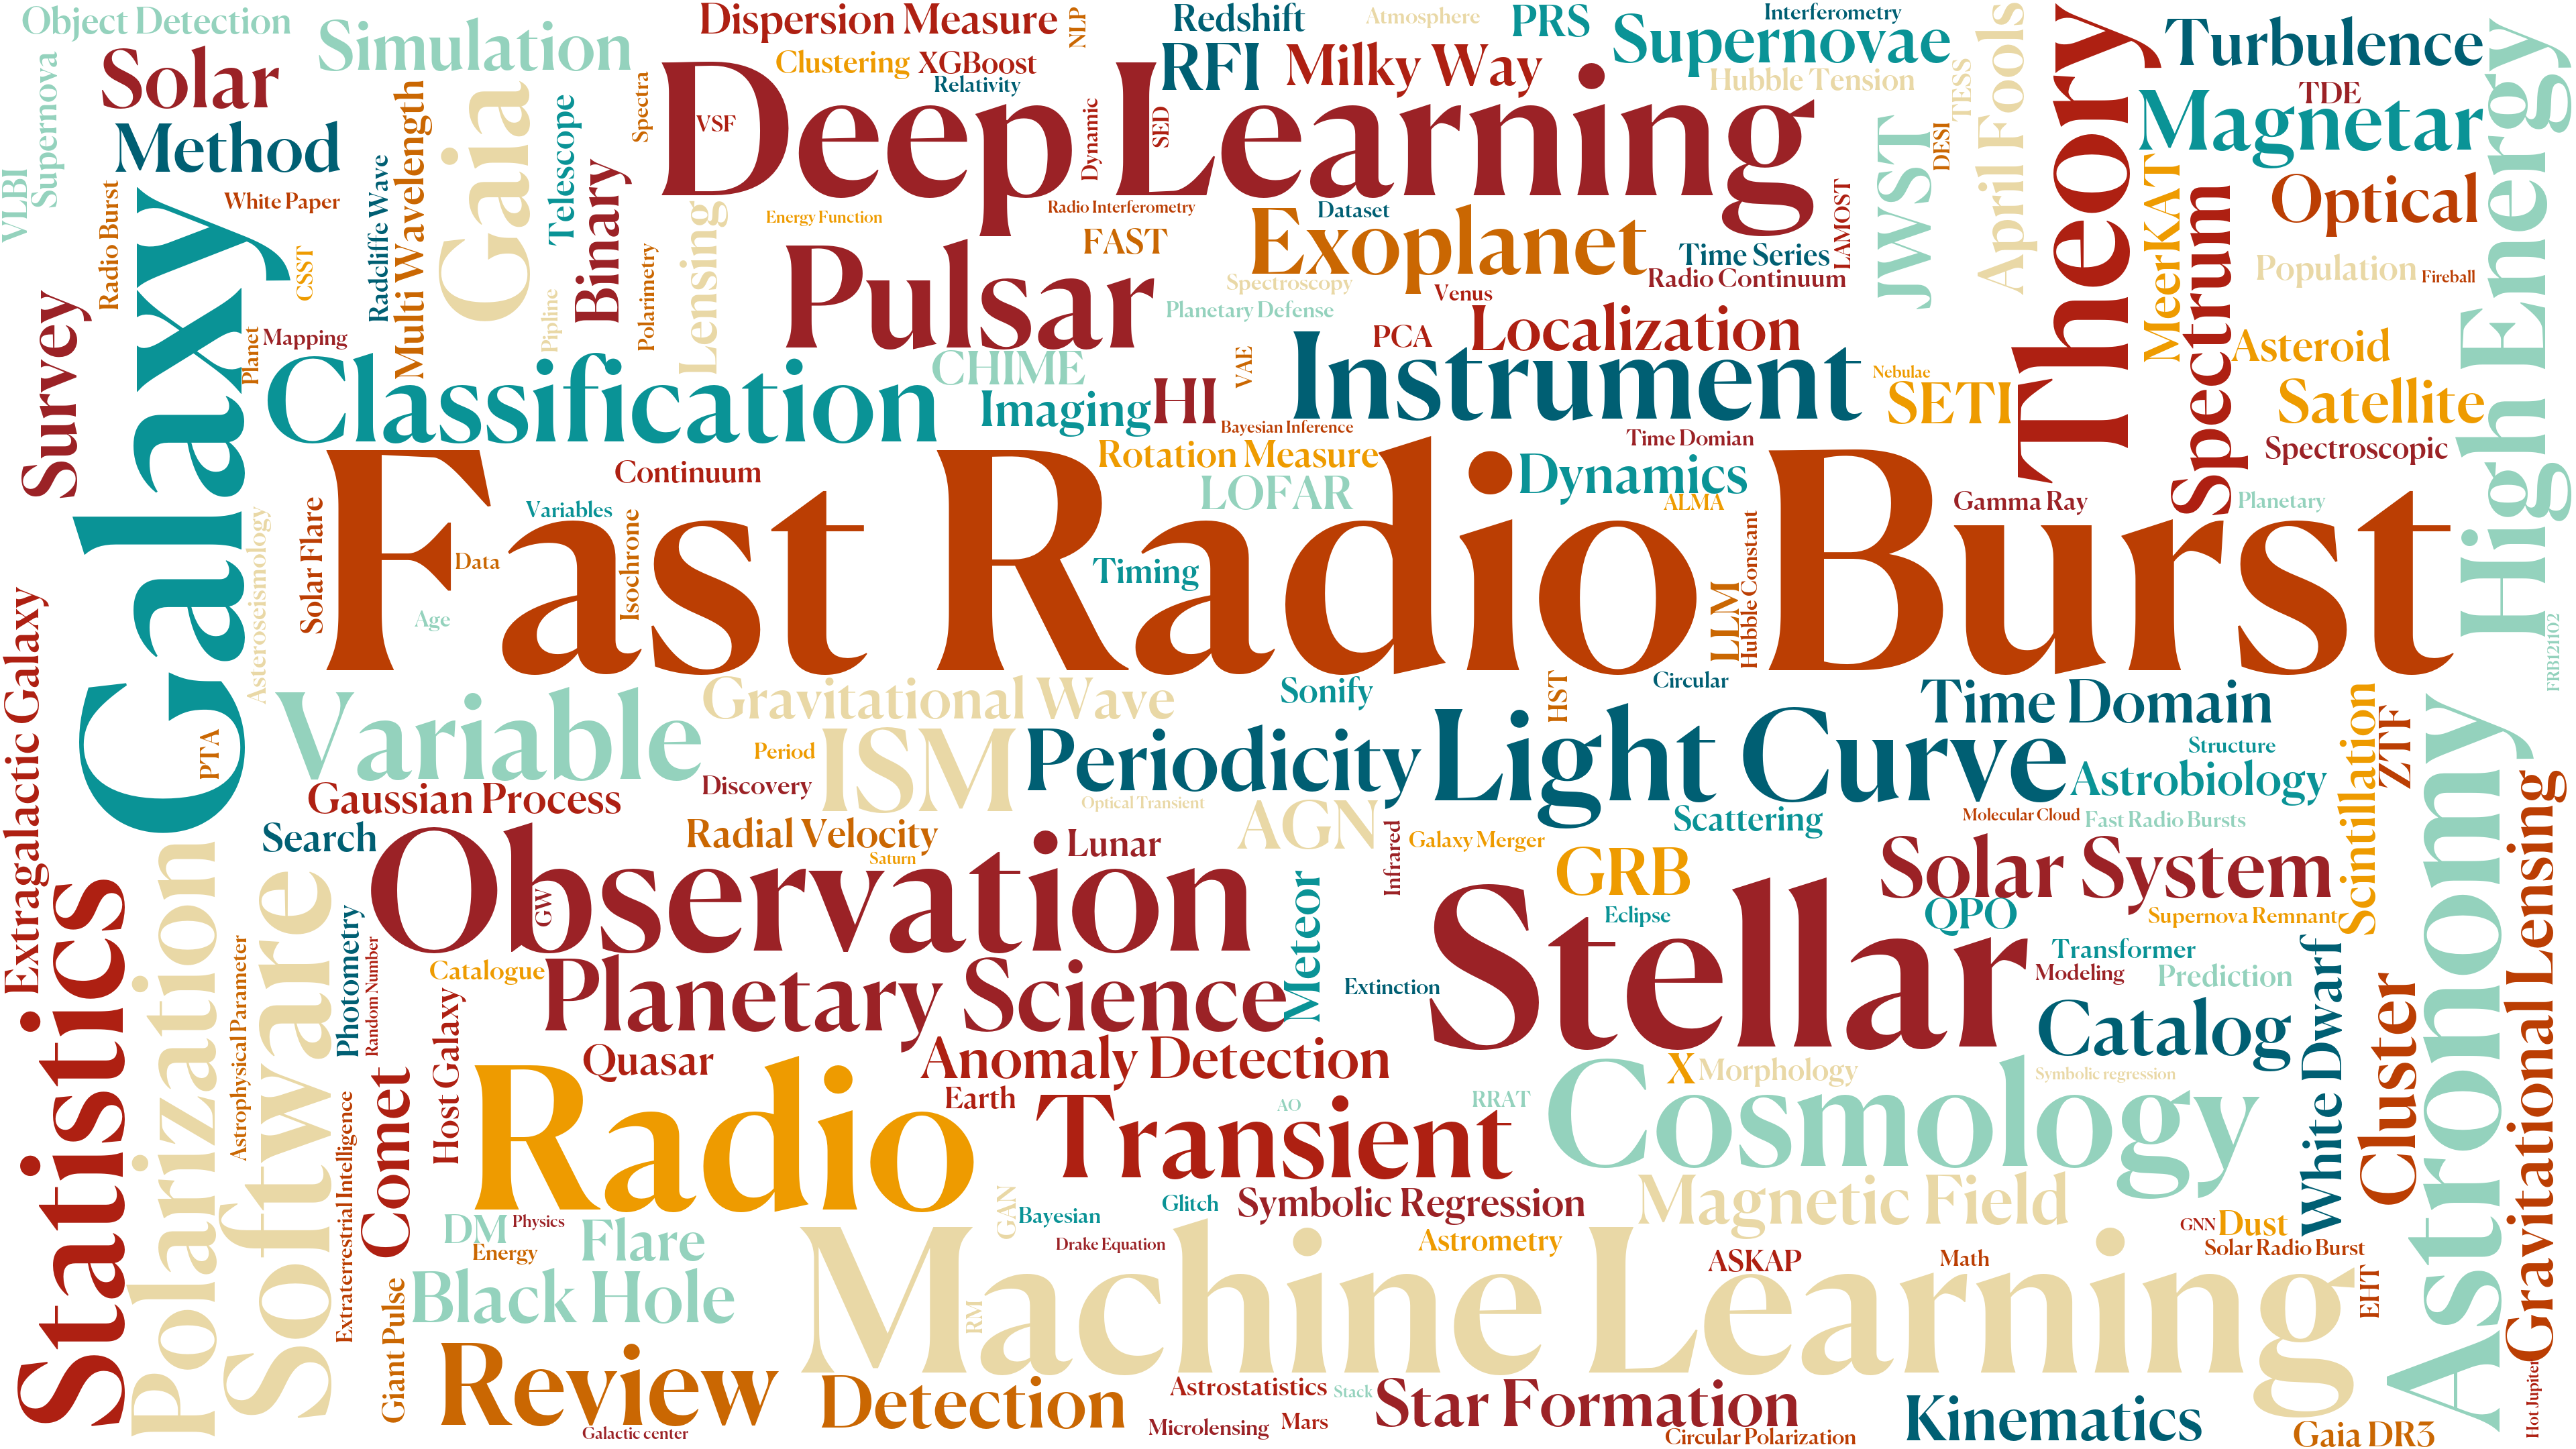 Object Detection
Simulation
Dispersion Measure
NLP
Redshift
Atmosphere
PRS
Interferometry
Supernovae
April Fools
Theory
Turbulence
High Energy
Solar
Supernova
VLBI
Method
Multi Wavelength
Gaia
Telescope
Spectra
Clustering
XGBoost
Relativity
RFI
Milky Way
Hubble Tension
TESS
DESI
TDE
Magnetar
Deep Learning
VSF
Dynamic
SED
JWST
MeerKAT
Spectrum
Optical
Radio Burst
White Paper
Radcliffe Wave
Binary
Lensing
Energy Function
Radio Interferometry
FAST
Dataset
Exoplanet
Time Series
LAMOST
Radio Continuum
Population
Fireball
Galaxy
CSST
Polarimetry
Pipline
Pulsar
Spectroscopy
Venus
Planetary Defense
Survey
Planet
Mapping
PCA
Localization
Asteroid
Classification
CHIME
VAE
Instrument
Nebulae
SETI
Satellite
Imaging
HI
Bayesian Inference
Time Domian
Spectroscopic
Continuum
Rotation Measure
Dynamics
LOFAR
ALMA
Gamma Ray
Planetary
Asteroseismology
Solar Flare
Variables
Fast Radio Burst
Data
Isochrone
Timing
LLM
Hubble Constant
Age
FRB121102
Extragalactic Galaxy
Variable
Gravitational Wave
Sonify
HST
Circular
Time Domain
Scintillation
ZTF
Astronomy
PTA
Period
ISM
Periodicity
Light Curve
Structure
Astrobiology
Discovery
Gaussian Process
Optical Transient
AGN
Scattering
Molecular Cloud
Fast Radio Bursts
Search
Radial Velocity
Saturn
Lunar
Infrared
Galaxy Merger
Gravitational Lensing
Statistics
Polarization
Software
Observation
GW
Meteor
GRB
Solar System
Eclipse
QPO
Supernova Remnant
Stellar
Photometry
Random Number
Astrophysical Parameter
Catalogue
Planetary Science
Extinction
Transformer
Modeling
Prediction
White Dwarf
Cluster
Host Galaxy
Comet
Quasar
Anomaly Detection
Catalog
X
Morphology
Symbolic regression
Extraterrestrial Intelligence
Radio
Earth
Transient
AO
RRAT
Cosmology
DM
Physics
Energy
Flare
GAN
Bayesian
Glitch
Symbolic Regression
Magnetic Field
GNN
Dust
Drake Equation
Astrometry
ASKAP
Math
Solar Radio Burst
EHT
Giant Pulse
Black Hole
Machine Learning
RM
Review
Detection
Astrostatistics
Stack
Star Formation
Kinematics
Hot Jupiter
Galactic center
Microlensing
Mars
Circular Polarization
Gaia DR3